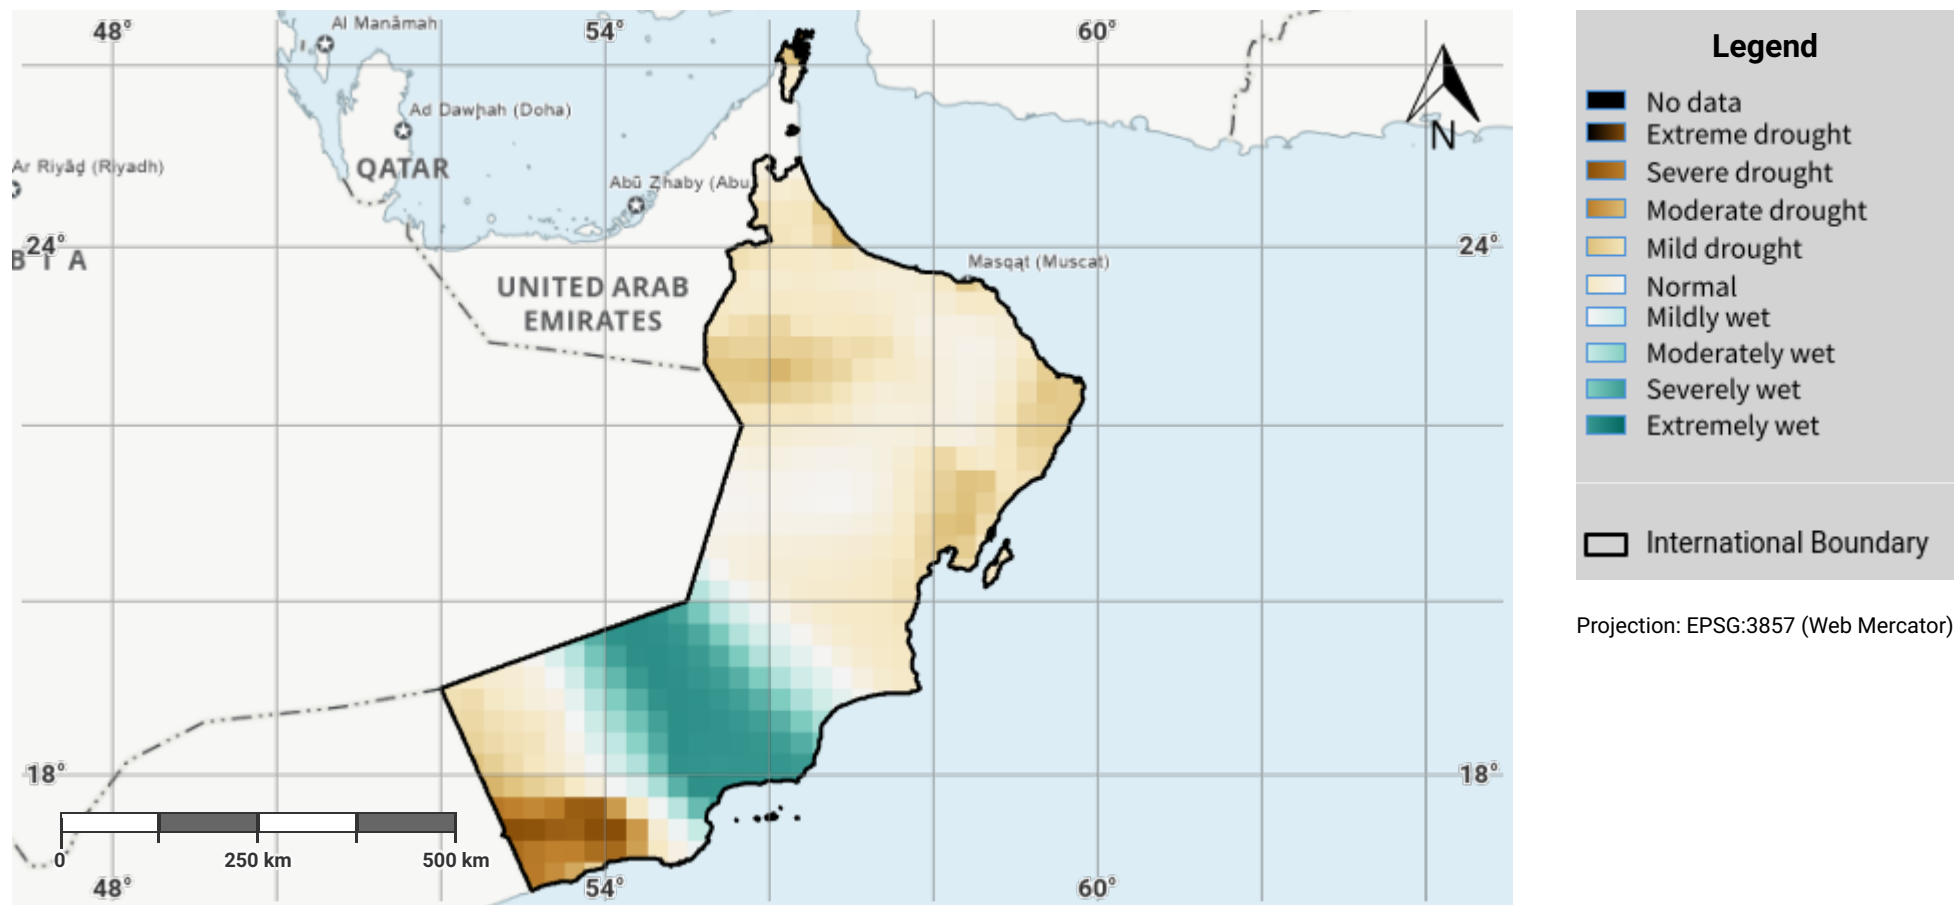 48°
54°
60°
Al Manāmah
Ad Dawḩah (Doha)
Ar Riyāḑ (Riyadh)
QATAR
Abū Z̧haby (Abu
24°
24°
B I A
Masqaţ (Muscat)
UNITED ARAB
EMIRATES
N
18°
18°
0
250 km
500 km
48°
54°
60°
Legend
No data
Extreme drought
Severe drought
Moderate drought
Mild drought
Normal
Mildly wet
Moderately wet
Severely wet
Extremely wet
International Boundary
Projection: EPSG:3857 (Web Mercator)